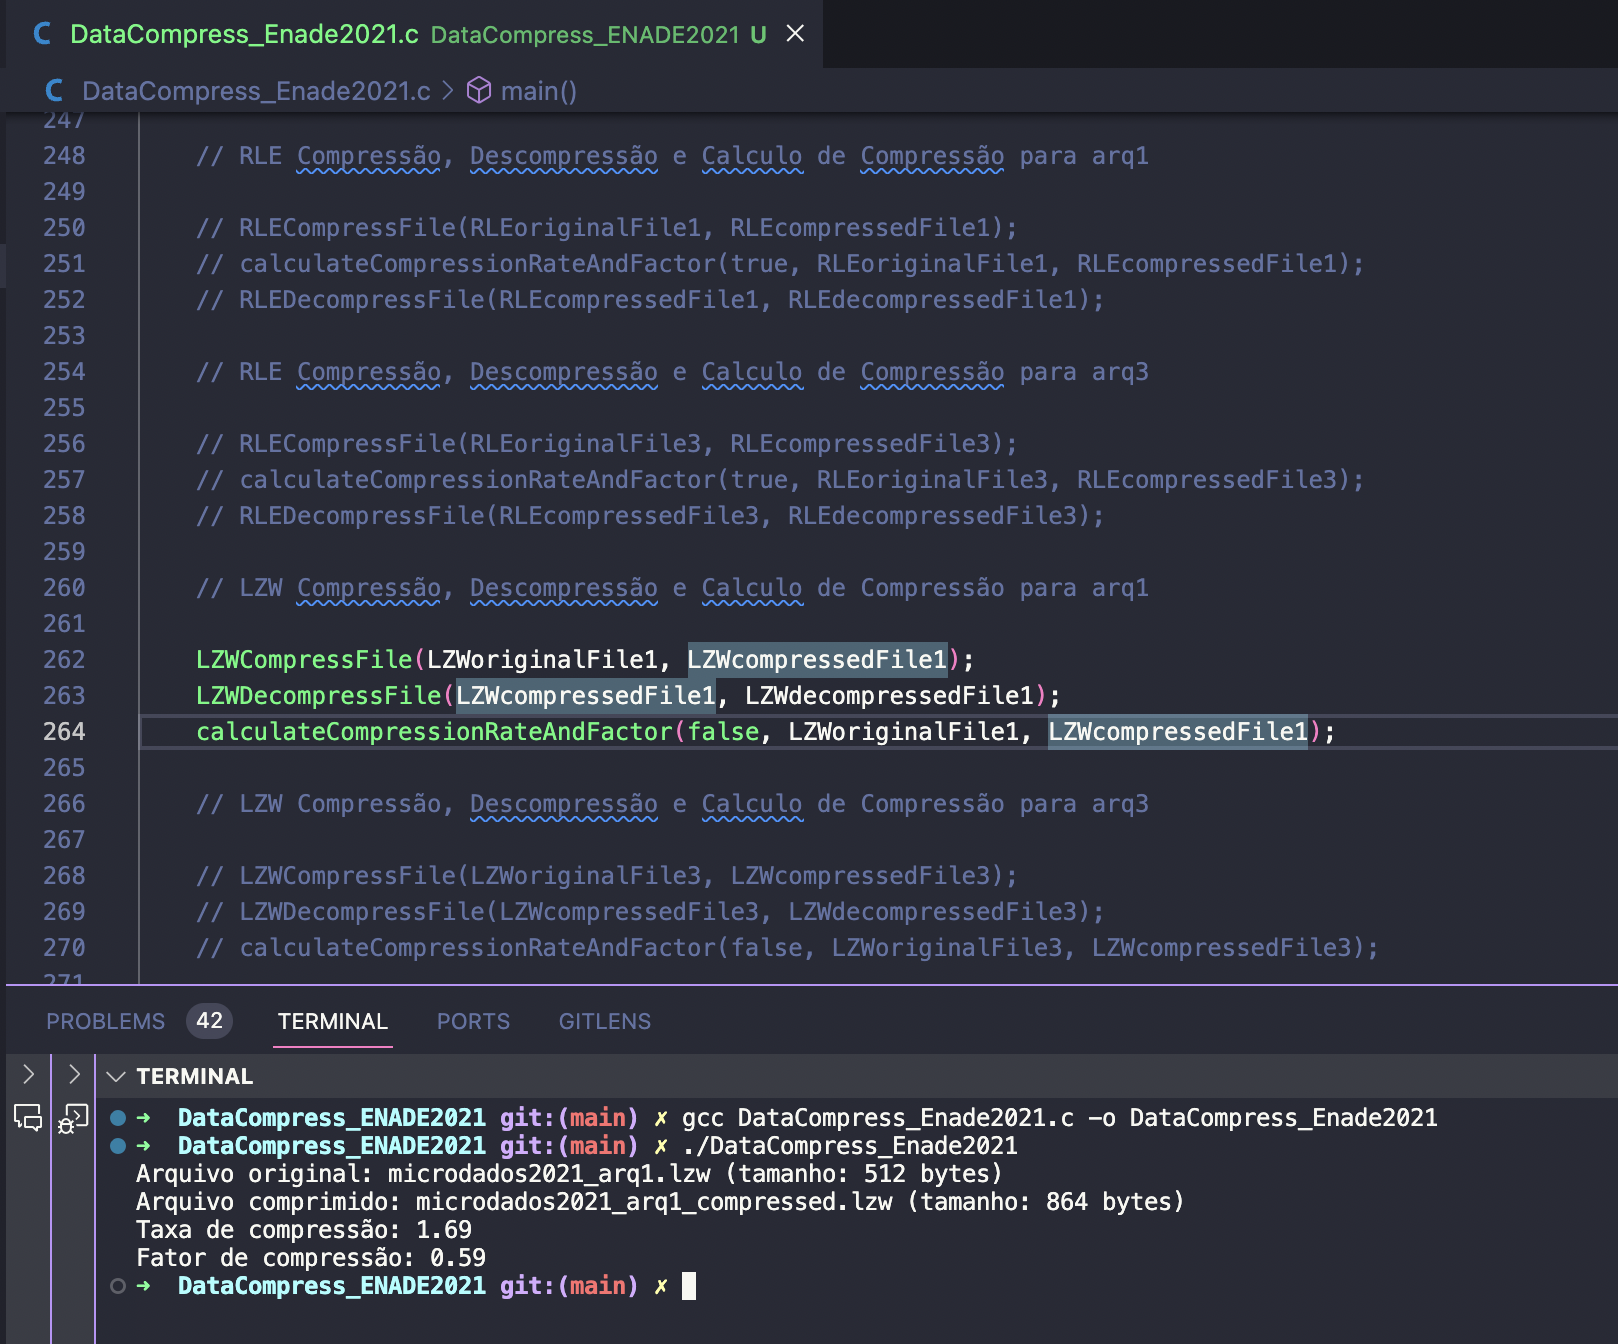 DataCompress_Enade2021.c DataCompress_ENADE2021 U
DataCompress_Enade2021.c > main()
247
248 // RLE Compressão, Descompressão e Calculo de Compressão para arq1
249
250 // RLECompressFile(RLEoriginalFile1, RLEcompressedFile1);
251 // calculateCompressionRateAndFactor(true, RLEoriginalFile1, RLEcompressedFile1);
252 // RLEDecompressFile(RLEcompressedFile1, RLEdecompressedFile1);
253
254 // RLE Compressão, Descompressão e Calculo de Compressão para arq3
255
256 // RLECompressFile(RLEoriginalFile3, RLEcompressedFile3);
257 // calculateCompressionRateAndFactor(true, RLEoriginalFile3, RLEcompressedFile3);
258 // RLEDecompressFile(RLEcompressedFile3, RLEdecompressedFile3);
259
260 // LZW Compressão, Descompressão e Calculo de Compressão para arq1
261
262 LZWCompressFile(LZWoriginalFile1, LZWcompressedFile1);
263 LZWDecompressFile(LZWcompressedFile1, LZWdecompressedFile1);
264 calculateCompressionRateAndFactor(false, LZWoriginalFile1, LZWcompressedFile1);
265
266 // LZW Compressão, Descompressão e Calculo de Compressão para arq3
267
268 // LZWCompressFile(LZWoriginalFile3, LZWcompressedFile3);
269 // LZWDecompressFile(LZWcompressedFile3, LZWdecompressedFile3);
270 // calculateCompressionRateAndFactor(false, LZWoriginalFile3, LZWcompressedFile3);
271
PROBLEMS 42 TERMINAL PORTS GITLENS
TERMINAL
➜ DataCompress_ENADE2021 git:(main) ✗ gcc DataCompress_Enade2021.c -o DataCompress_Enade2021
➜ DataCompress_ENADE2021 git:(main) ✗ ./DataCompress_Enade2021
Arquivo original: microdados2021_arq1.lzw (tamanho: 512 bytes)
Arquivo comprimido: microdados2021_arq1_compressed.lzw (tamanho: 864 bytes)
Taxa de compressão: 1.69
Fator de compressão: 0.59
➜ DataCompress_ENADE2021 git:(main) ✗